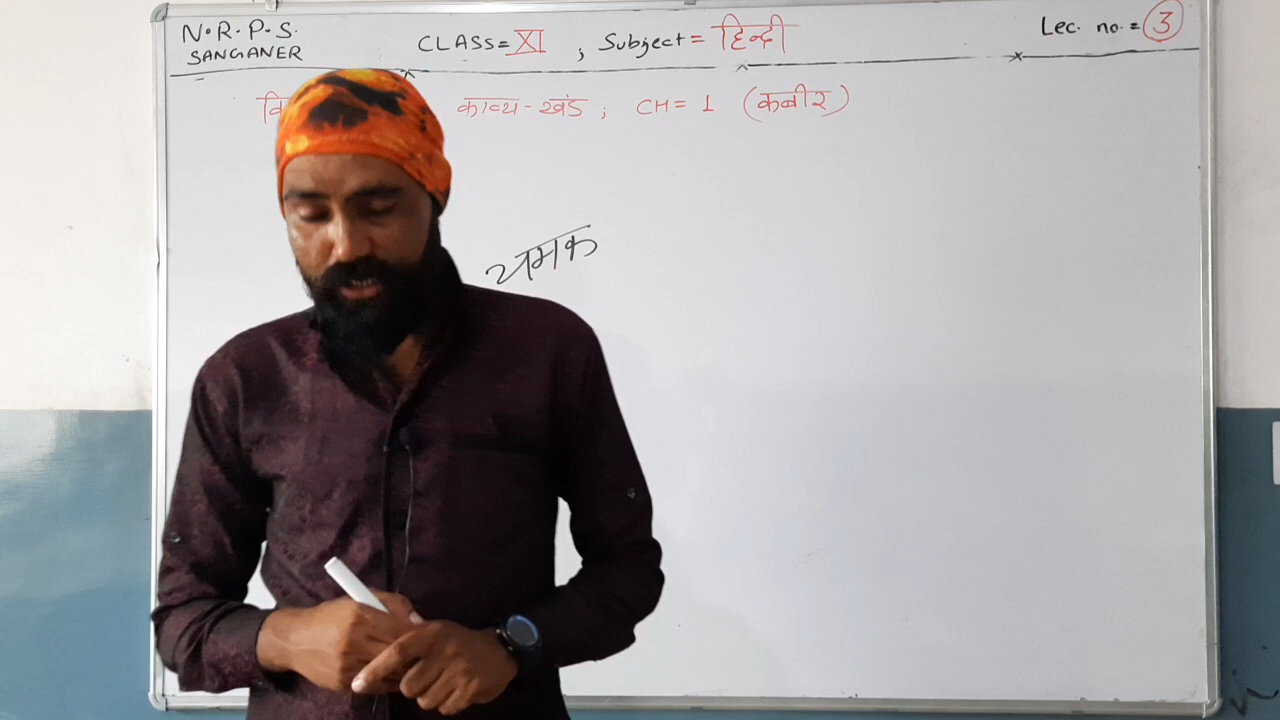 N.R.P.S.
SANGANER
CLASS= XI , Subject = हिन्दी
Lec. no. = 3
काव्य-खंड ; CH= 1 (कबीर)
यमक